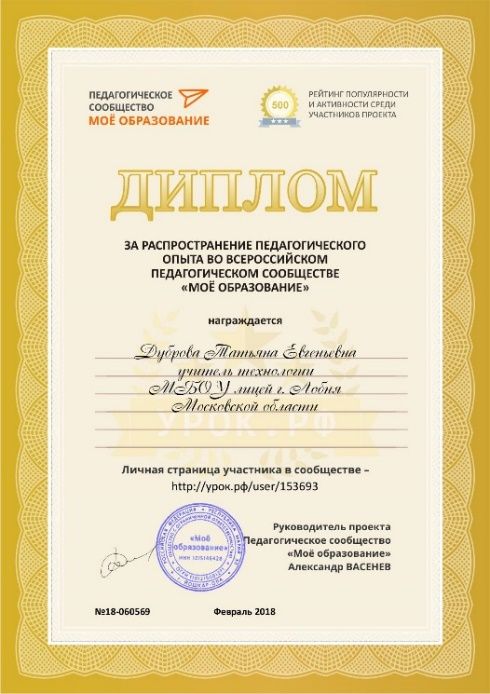 ПЕДАГОГИЧЕСКОЕ
СООБЩЕСТВО
МОЁ ОБРАЗОВАНИЕ
500
РЕЙТИНГ ПОПУЛЯРНОСТИ
И АКТИВНОСТИ СРЕДИ
УЧАСТНИКОВ ПРОЕКТА
ДИПЛОМ
ЗА РАСПРОСТРАНЕНИЕ ПЕДАГОГИЧЕСКОГО
ОПЫТА ВО ВСЕРОССИЙСКОМ
ПЕДАГОГИЧЕСКОМ СООБЩЕСТВЕ
«МОЁ ОБРАЗОВАНИЕ»
награждается
Дуброва Татьяна Евгеньевна
учитель технологии
МБОУ лицей г. Лобня
Московской области
УРОК.РФ
Личная страница участника в сообществе –
http://урок.рф/user/153693
«Моё
образование»
Руководитель проекта
Педагогическое сообщество
«Моё образование»
Александр ВАСЕНЕВ
№18-060569
Февраль 2018